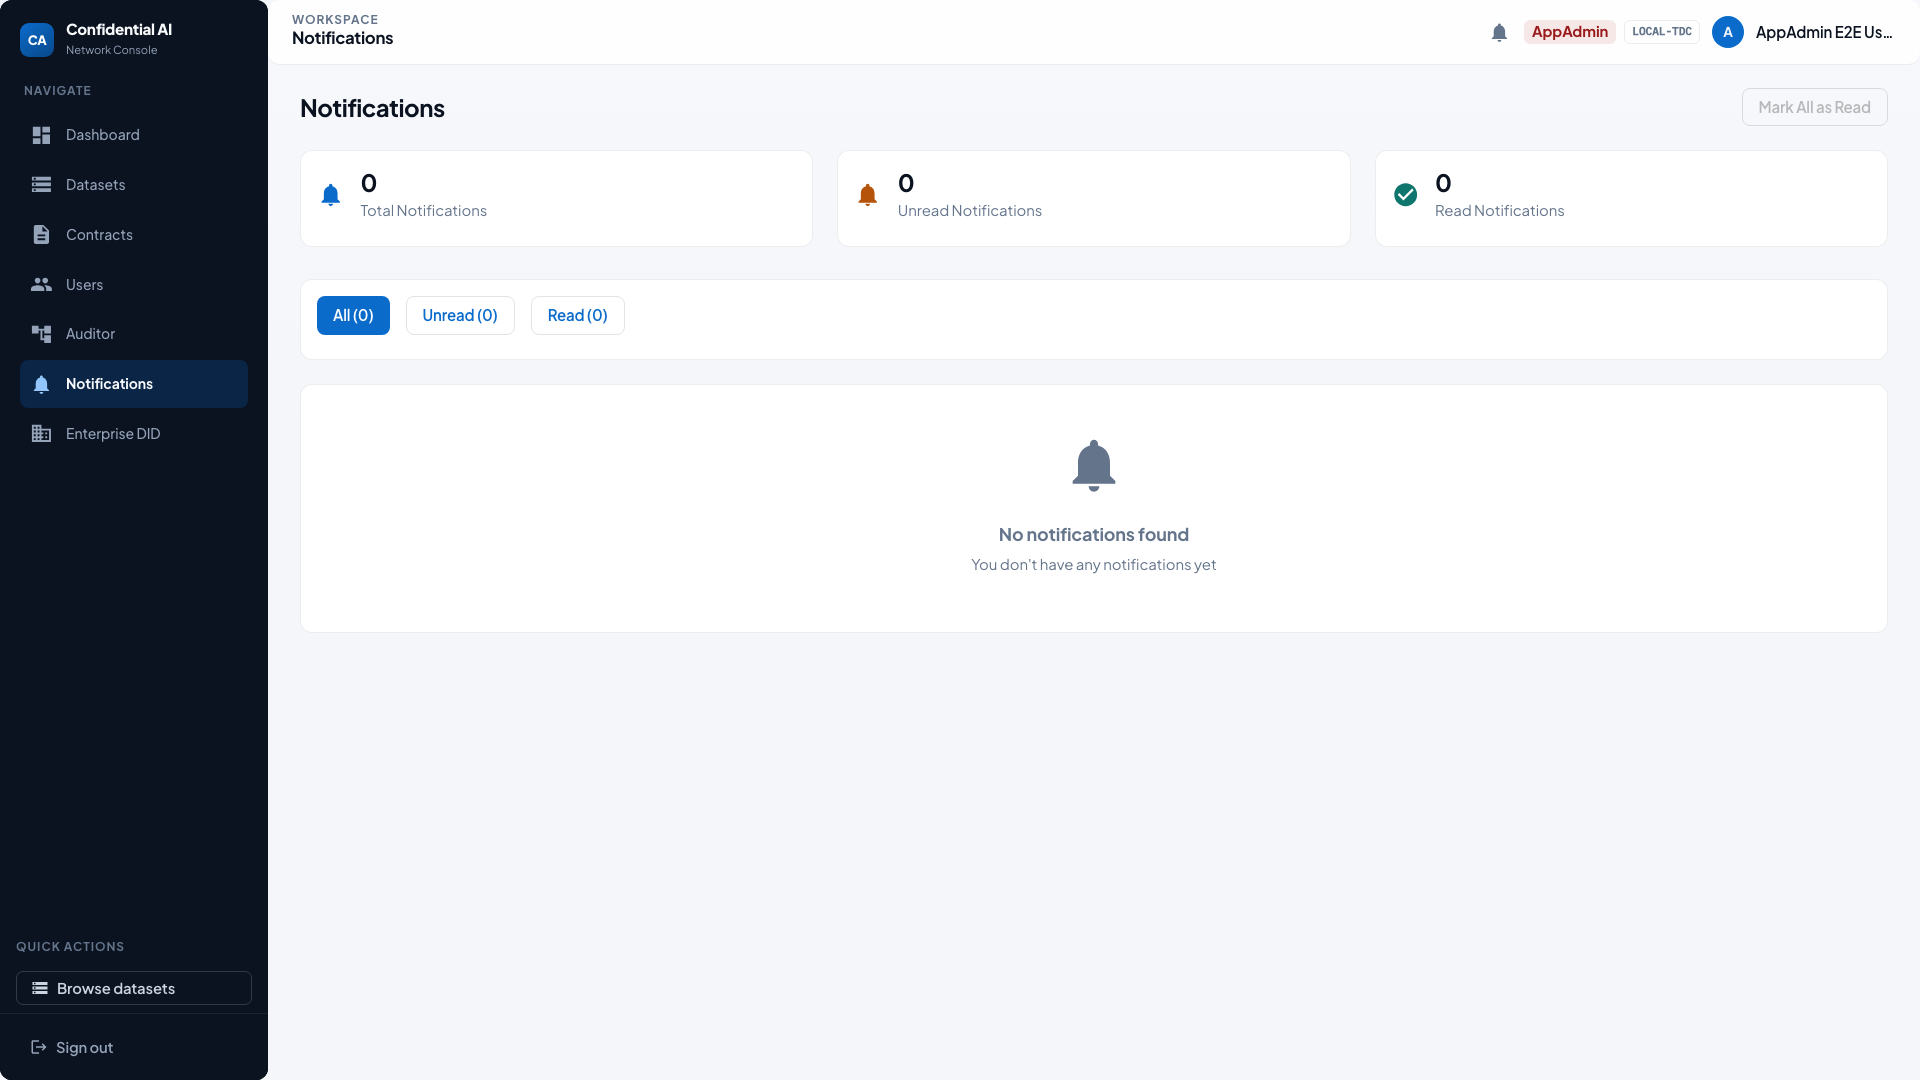 CA
Confidential AI
Network Console
NAVIGATE
Dashboard
Datasets
Contracts
Users
Auditor
Notifications
Enterprise DID
QUICK ACTIONS
Browse datasets
Sign out
WORKSPACE
Notifications
AppAdmin
LOCAL-TDC
A
AppAdmin E2E Us...
Notifications
Mark All as Read
0
Total Notifications
0
Unread Notifications
0
Read Notifications
All (0)
Unread (0)
Read (0)
No notifications found
You don't have any notifications yet